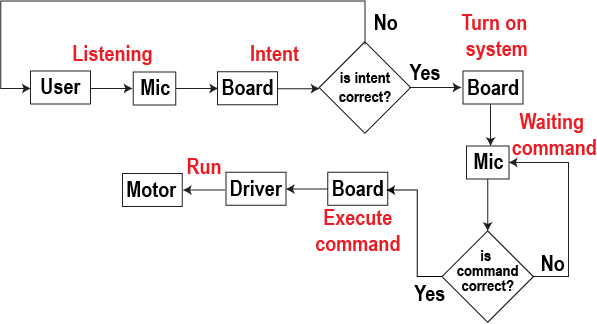 No
Turn on
system
Listening
Intent
User
Mic
Board
is intent
correct?
Yes
Board
Waiting
command
Mic
Run
Motor
Driver
Board
Execute
command
Yes
is
command
correct?
No